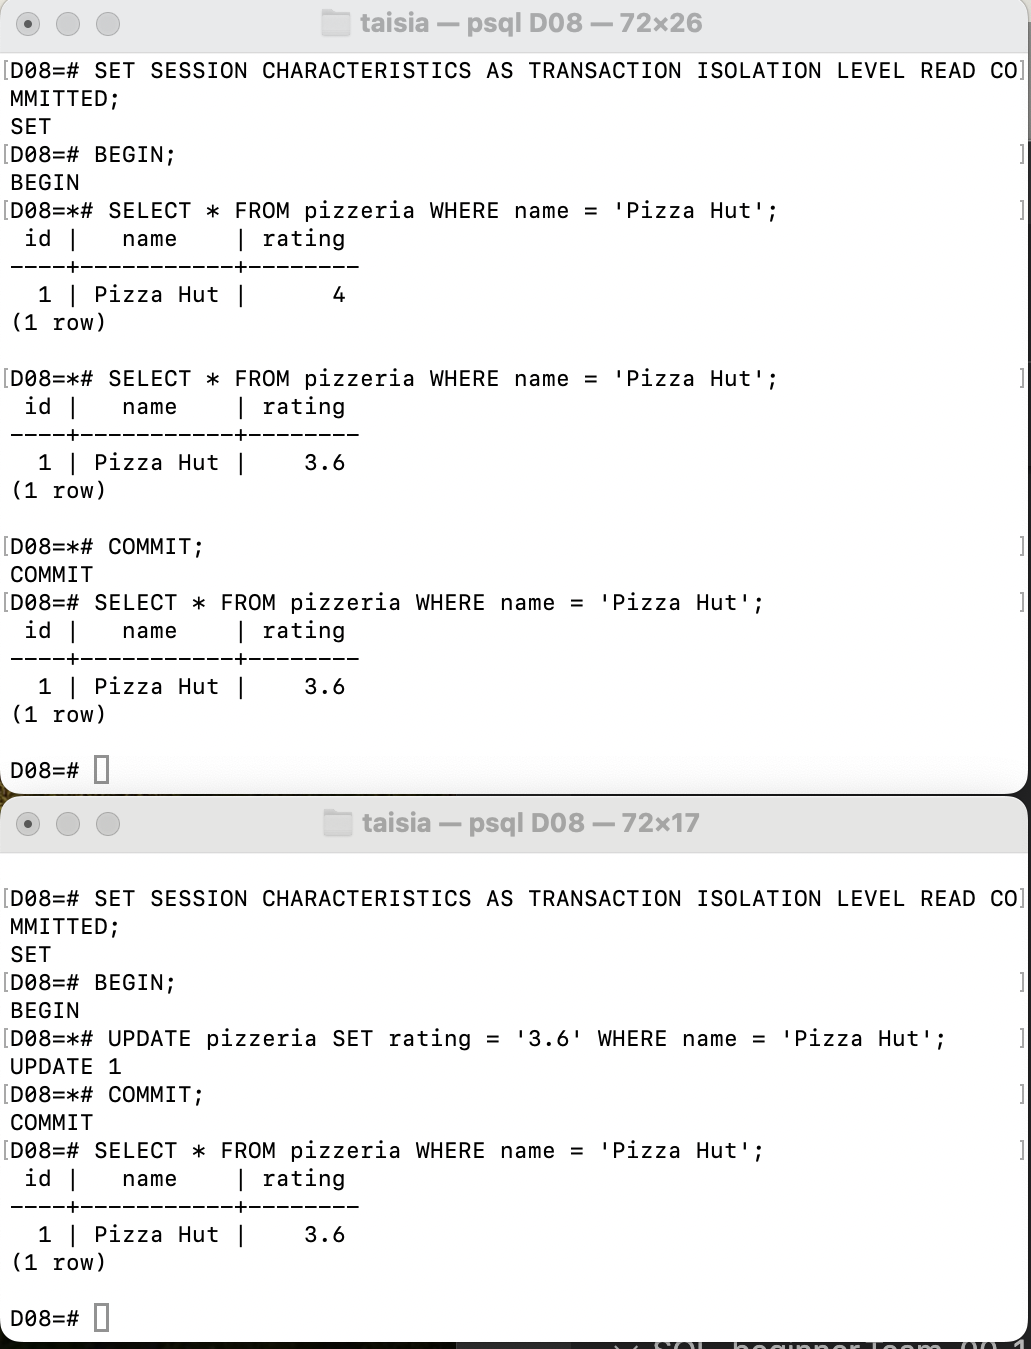 taisia — psql D08 — 72×26
D08=# SET SESSION CHARACTERISTICS AS TRANSACTION ISOLATION LEVEL READ CO
MMITTED;
SET
D08=# BEGIN;
BEGIN
D08=*# SELECT * FROM pizzeria WHERE name = 'Pizza Hut';
 id |   name    | rating
----+-----------+--------
  1 | Pizza Hut |      4
(1 row)

D08=*# SELECT * FROM pizzeria WHERE name = 'Pizza Hut';
 id |   name    | rating
----+-----------+--------
  1 | Pizza Hut |    3.6
(1 row)

D08=*# COMMIT;
COMMIT
D08=# SELECT * FROM pizzeria WHERE name = 'Pizza Hut';
 id |   name    | rating
----+-----------+--------
  1 | Pizza Hut |    3.6
(1 row)

D08=#
taisia — psql D08 — 72×17
D08=# SET SESSION CHARACTERISTICS AS TRANSACTION ISOLATION LEVEL READ CO
MMITTED;
SET
D08=# BEGIN;
BEGIN
D08=*# UPDATE pizzeria SET rating = '3.6' WHERE name = 'Pizza Hut';
UPDATE 1
D08=*# COMMIT;
COMMIT
D08=# SELECT * FROM pizzeria WHERE name = 'Pizza Hut';
 id |   name    | rating
----+-----------+--------
  1 | Pizza Hut |    3.6
(1 row)

D08=#